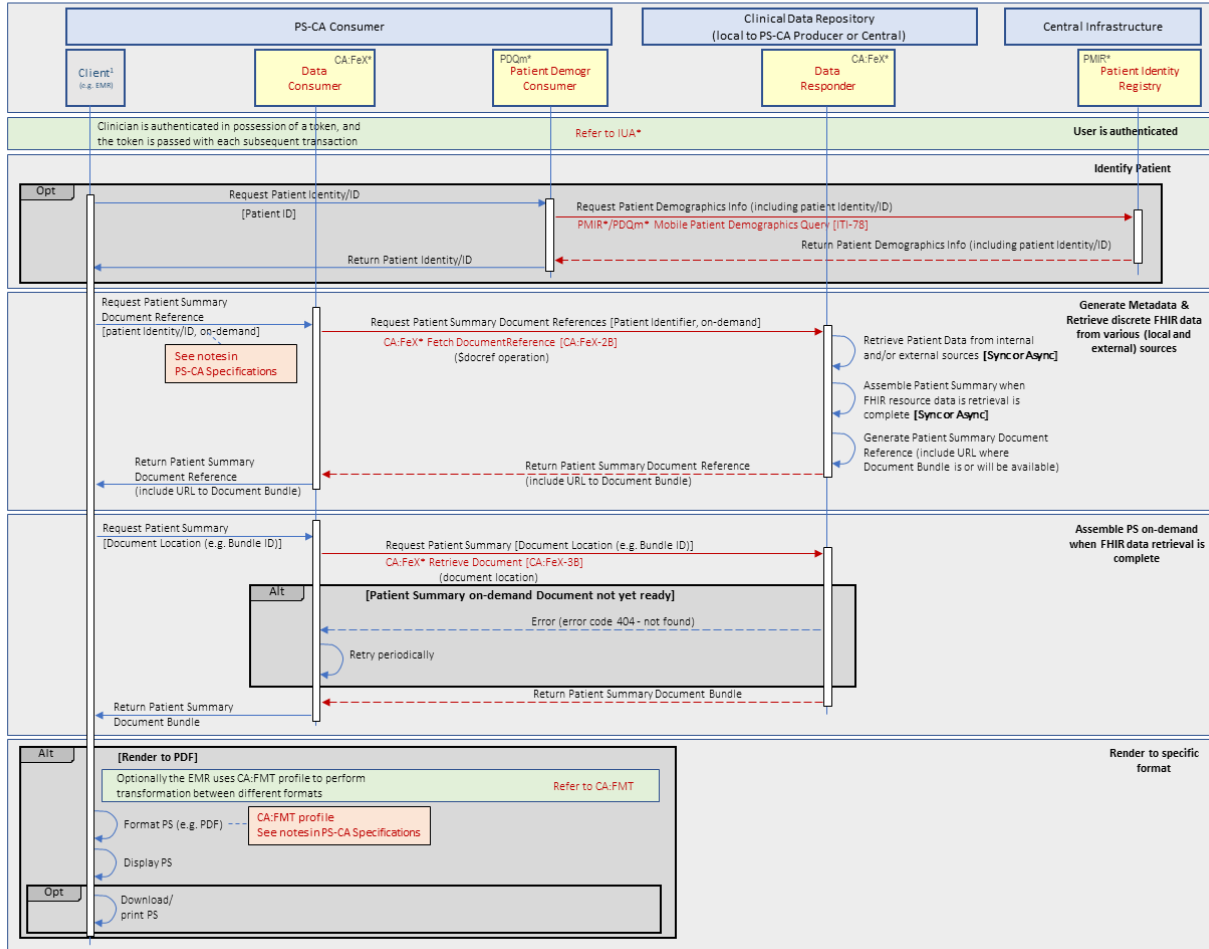 PS-CA Consumer
Clinical Data Repository
(local to PS-CA Producer or Central)
Central Infrastructure
Client1
(e.g. EMR)
CA:FeX*
Data
Consumer
PDQm*
Patient Demogr
Consumer
CA:FeX*
Data
Responder
PMIR*
Patient Identity
Registry
Clinician is authenticated in possession of a token, and
the token is passed with each subsequent transaction
Refer to IUA*
User is authenticated
Identify Patient
Opt
Request Patient Identity/ID
[Patient ID]
Request Patient Demographics Info (including patient Identity/ID)
PMIR*/PDQm* Mobile Patient Demographics Query [ITI-78]
Return Patient Demographics Info (including patient Identity/ID)
Return Patient Identity/ID
Generate Metadata &
Retrieve discrete FHIR data
from various (local and
external) sources
Request Patient Summary
Document Reference
[patient Identity/ID, on-demand]
See notes in
PS-CA Specifications
Request Patient Summary Document References [Patient Identifier, on-demand]
CA:FeX* Fetch DocumentReference [CA:FeX-2B]
($docref operation)
Retrieve Patient Data from internal
and/or external sources [Sync or Async]
Assemble Patient Summary when
FHIR resource data is retrieval is
complete [Sync or Async]
Generate Patient Summary Document
Reference (include URL where
Document Bundle is or will be available)
Return Patient Summary Document Reference
(include URL to Document Bundle)
Return Patient Summary
Document Reference
(include URL to Document Bundle)
Assemble PS on-demand
when FHIR data retrieval is
complete
Request Patient Summary
[Document Location (e.g. Bundle ID)]
Request Patient Summary [Document Location (e.g. Bundle ID)]
CA:FeX* Retrieve Document [CA:FeX-3B]
(document location)
Alt
[Patient Summary on-demand Document not yet ready]
Error (error code 404 - not found)
Retry periodically
Return Patient Summary Document Bundle
Return Patient Summary
Document Bundle
Render to specific
format
Alt
[Render to PDF]
Optionally the EMR uses CA:FMT profile to perform
transformation between different formats
Refer to CA:FMT
Format PS (e.g. PDF)
CA:FMT profile
See notes in PS-CA Specifications
Display PS
Opt
Download/
print PS